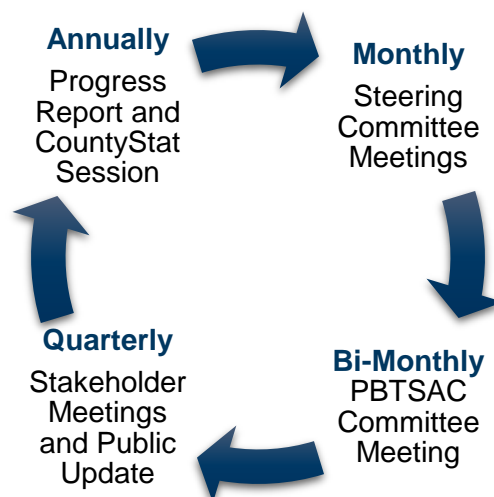 Annually
Progress
Report and
CountyStat
Session
Monthly
Steering
Committee
Meetings
Bi-Monthly
PBTSAC
Committee
Meeting
Quarterly
Stakeholder
Meetings
and Public
Update